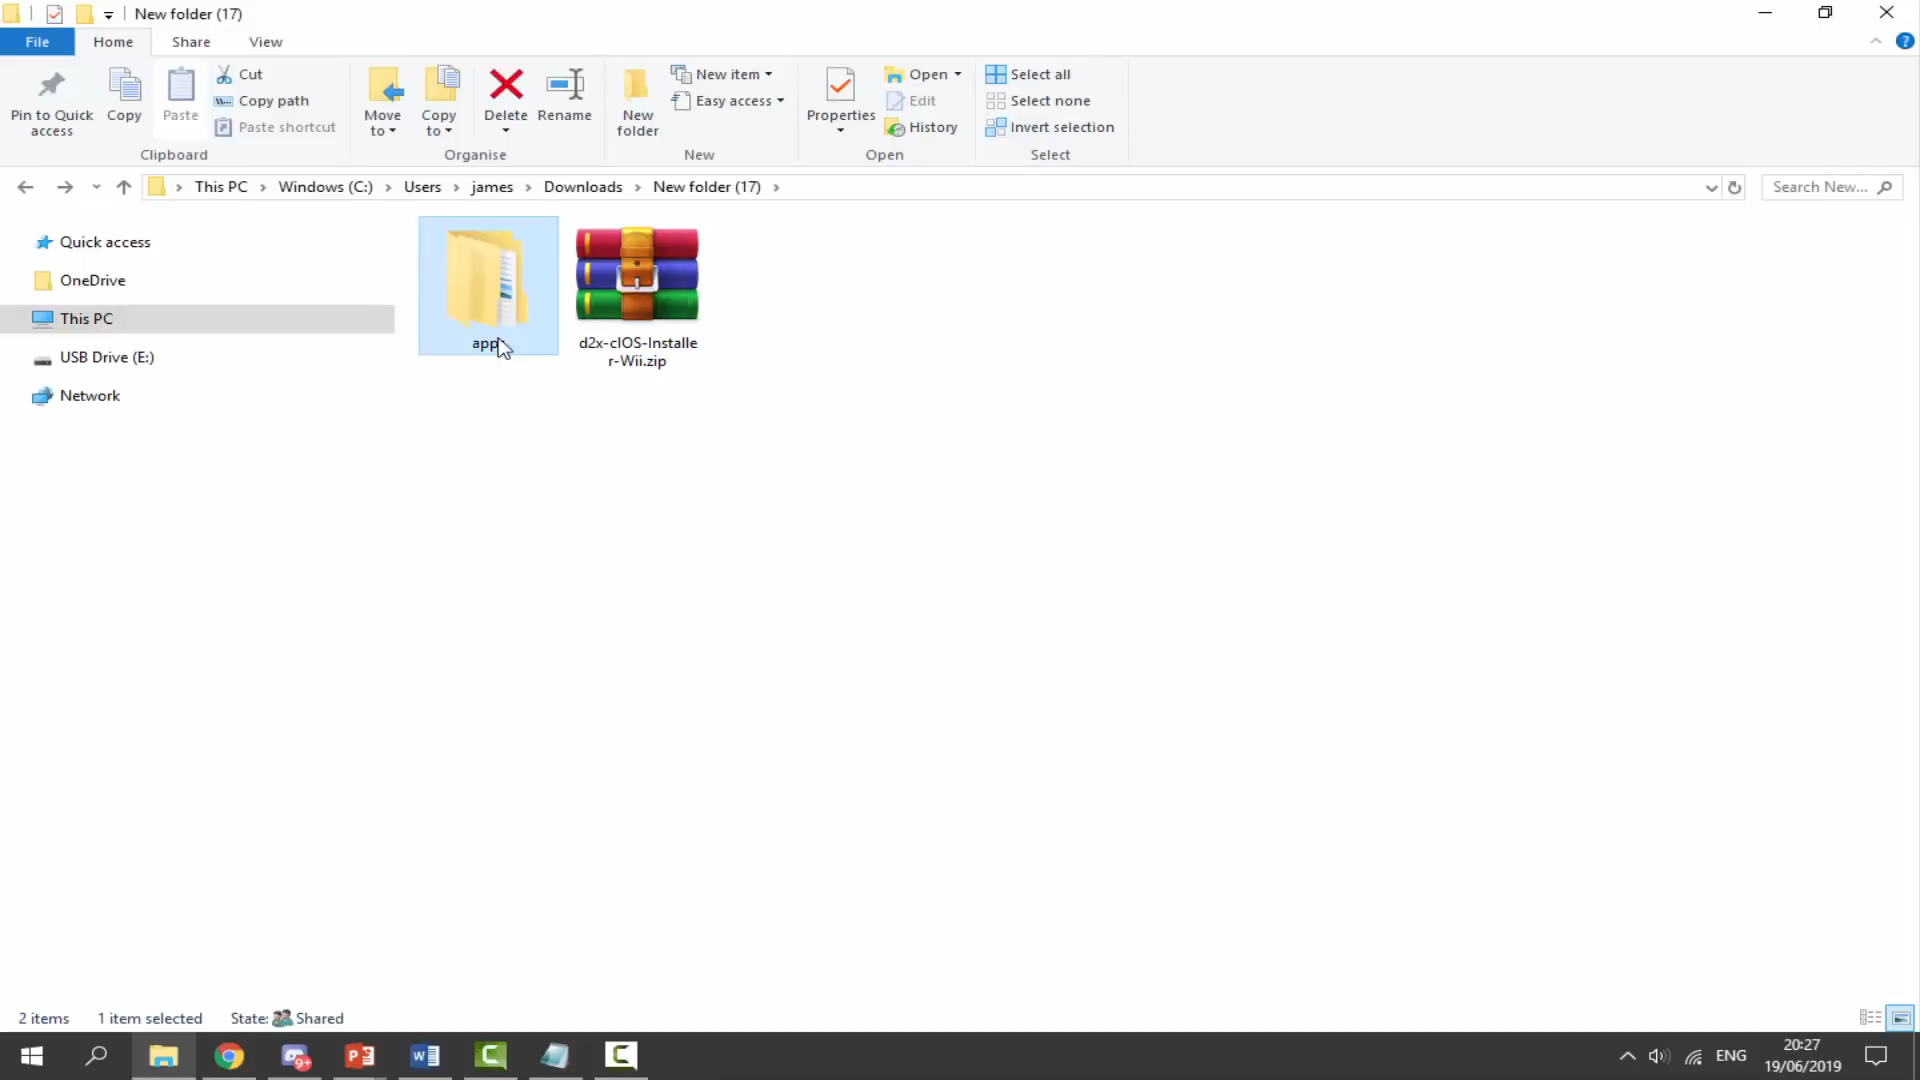 New folder (17)
File Home Share View
Pin to Quick access
Copy
Paste
Cut
Copy path
Paste shortcut
Clipboard
Move to
Copy to
Delete
Rename
Organise
New folder
New item
Easy access
New
Properties
Open
Edit
History
Open
Select all
Select none
Invert selection
Select
This PC Windows (C:) Users james Downloads New folder (17)
Search New...
Quick access
OneDrive
This PC
USB Drive (E:)
Network
d2x-cIOS-Installe
r-Wii.zip
2 items 1 item selected State: Shared
9+
ENG
20:27
19/06/2019